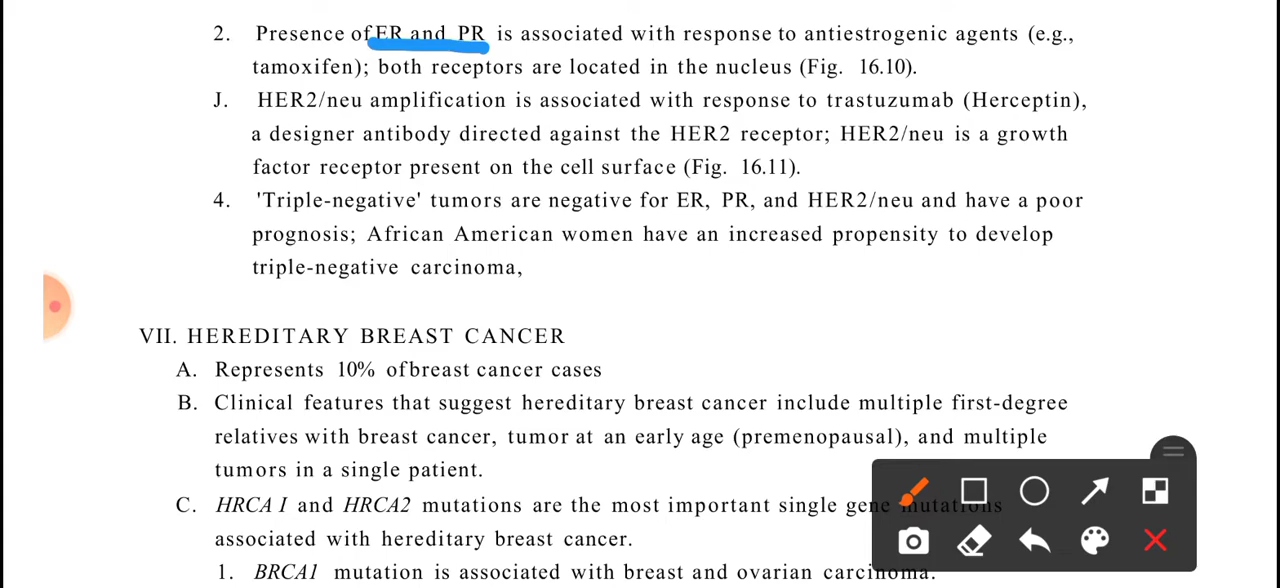 2. Presence of ER and PR is associated with response to antiestrogenic agents (e.g.,
tamoxifen); both receptors are located in the nucleus (Fig. 16.10).
J. HER2/neu amplification is associated with response to trastuzumab (Herceptin),
a designer antibody directed against the HER2 receptor; HER2/neu is a growth
factor receptor present on the cell surface (Fig. 16.11).
4. 'Triple-negative' tumors are negative for ER, PR, and HER2/neu and have a poor
prognosis; African American women have an increased propensity to develop
triple-negative carcinoma,
VII. HEREDITARY BREAST CANCER
A. Represents 10% ofbreast cancer cases
B. Clinical features that suggest hereditary breast cancer include multiple first-degree
relatives with breast cancer, tumor at an early age (premenopausal), and multiple
tumors in a single patient.
C. HRCA I and HRCA2 mutations are the most important single gene mutations
associated with hereditary breast cancer.
1. BRCA1 mutation is associated with breast and ovarian carcinoma.